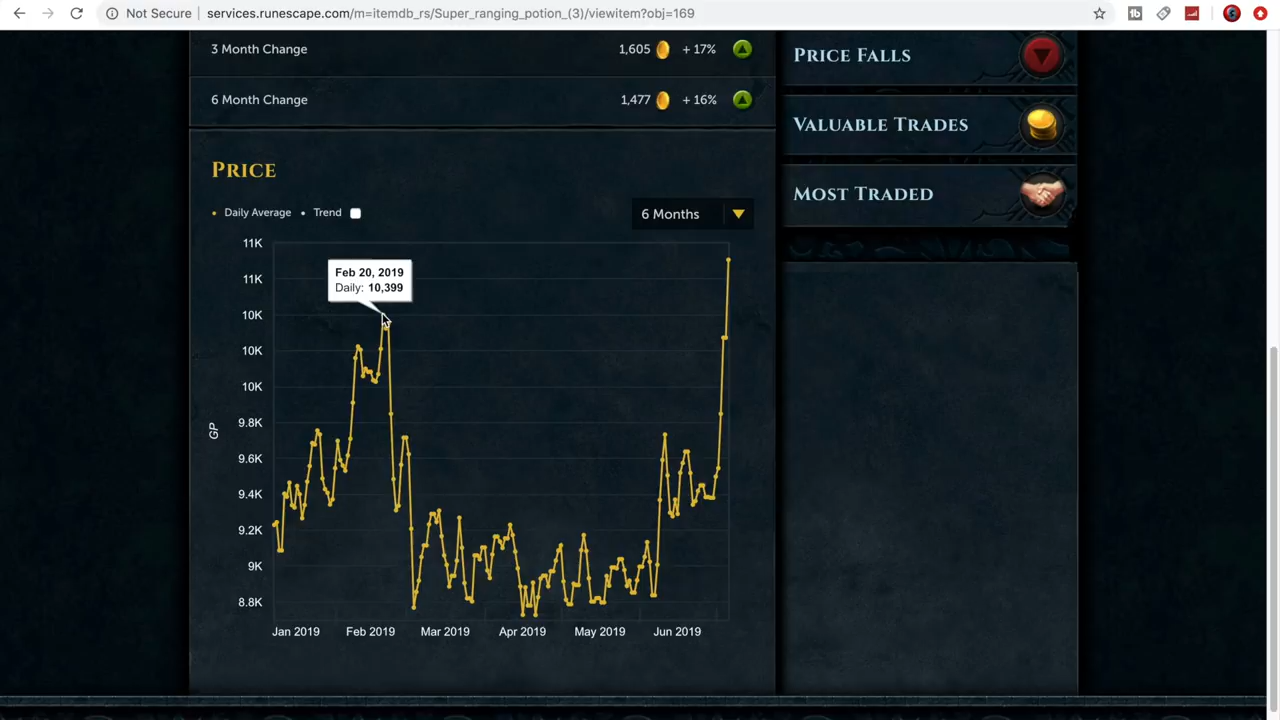 Not Secure services.runescape.com/m=itemdb_rs/Super_ranging_potion_(3)/viewitem?obj=169
3 Month Change 1,605 + 17%
6 Month Change 1,477 + 16%
PRICE FALLS
VALUABLE TRADES
MOST TRADED
PRICE
Daily Average Trend
6 Months
11K
11K
10K
10K
10K
9.8K
9.6K
9.4K
9.2K
9K
8.8K
GP
Feb 20, 2019
Daily: 10,399
Jan 2019 Feb 2019 Mar 2019 Apr 2019 May 2019 Jun 2019